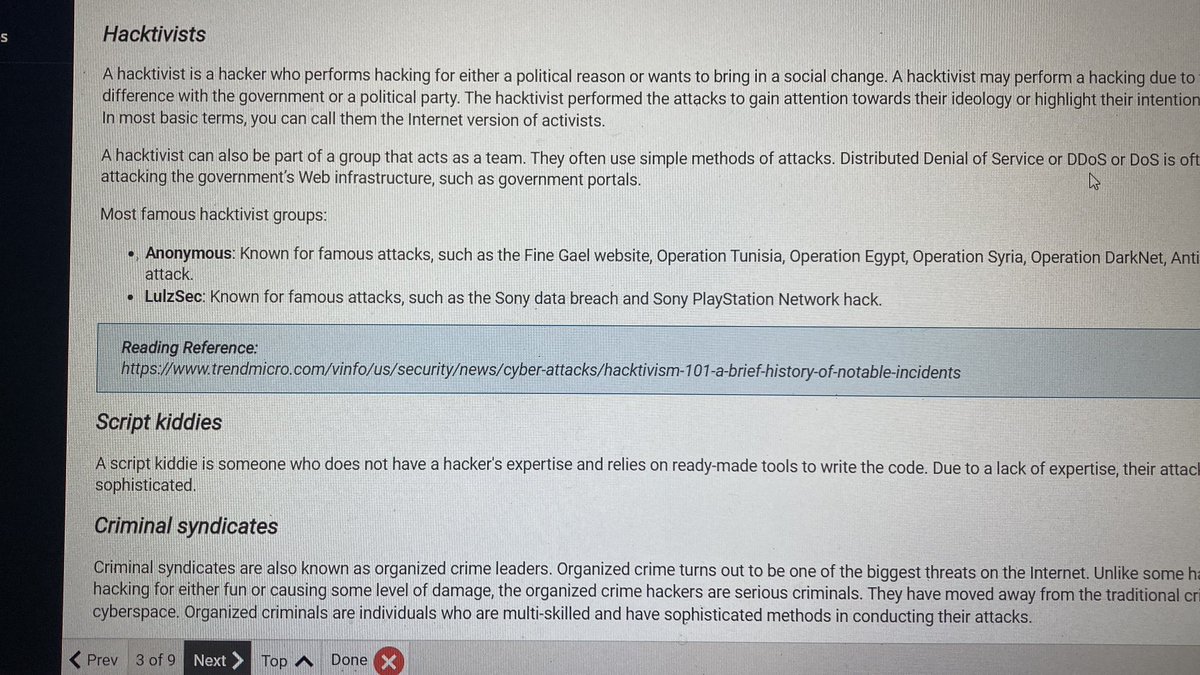 s
Hacktivists
A hacktivist is a hacker who performs hacking for either a political reason or wants to bring in a social change. A hacktivist may perform a hacking due to
difference with the government or a political party. The hacktivist performed the attacks to gain attention towards their ideology or highlight their intention
In most basic terms, you can call them the Internet version of activists.
A hacktivist can also be part of a group that acts as a team. They often use simple methods of attacks. Distributed Denial of Service or DDoS or DoS is oft
attacking the government's Web infrastructure, such as government portals.
Most famous hacktivist groups:
• Anonymous: Known for famous attacks, such as the Fine Gael website, Operation Tunisia, Operation Egypt, Operation Syria, Operation DarkNet, Anti
attack.
• LulzSec: Known for famous attacks, such as the Sony data breach and Sony PlayStation Network hack.
Reading Reference:
https://www.trendmicro.com/vinfo/us/security/news/cyber-attacks/hacktivism-101-a-brief-history-of-notable-incidents
Script kiddies
A script kiddie is someone who does not have a hacker's expertise and relies on ready-made tools to write the code. Due to a lack of expertise, their attack
sophisticated.
Criminal syndicates
Criminal syndicates are also known as organized crime leaders. Organized crime turns out to be one of the biggest threats on the Internet. Unlike some ha
hacking for either fun or causing some level of damage, the organized crime hackers are serious criminals. They have moved away from the traditional cri
cyberspace. Organized criminals are individuals who are multi-skilled and have sophisticated methods in conducting their attacks.
Prev 3 of 9 Next Top Done